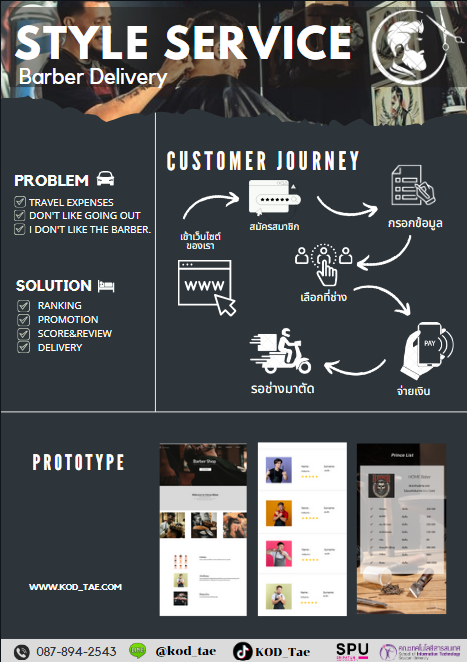 STYLE SERVICE
Barber Delivery
PROBLEM
TRAVEL EXPENSES
DON'T LIKE GOING OUT
I DON'T LIKE THE BARBER.
SOLUTION
RANKING
PROMOTION
SCORE&REVIEW
DELIVERY
CUSTOMER JOURNEY
เข้าเว็บไซต์
ของเรา
WWW
สมัครสมาชิก
กรอกข้อมูล
เลือกที่ช่าง
PAY
จ่ายเงิน
รอช่างมาตัด
PROTOTYPE
Barber Shop
Prince List
WWW.KOD_TAE.COM
087-894-2543
@kod_tae
KOD_Tae
SPU
คณะเทคโนโลยีสารสนเทศ
School of Information Technology